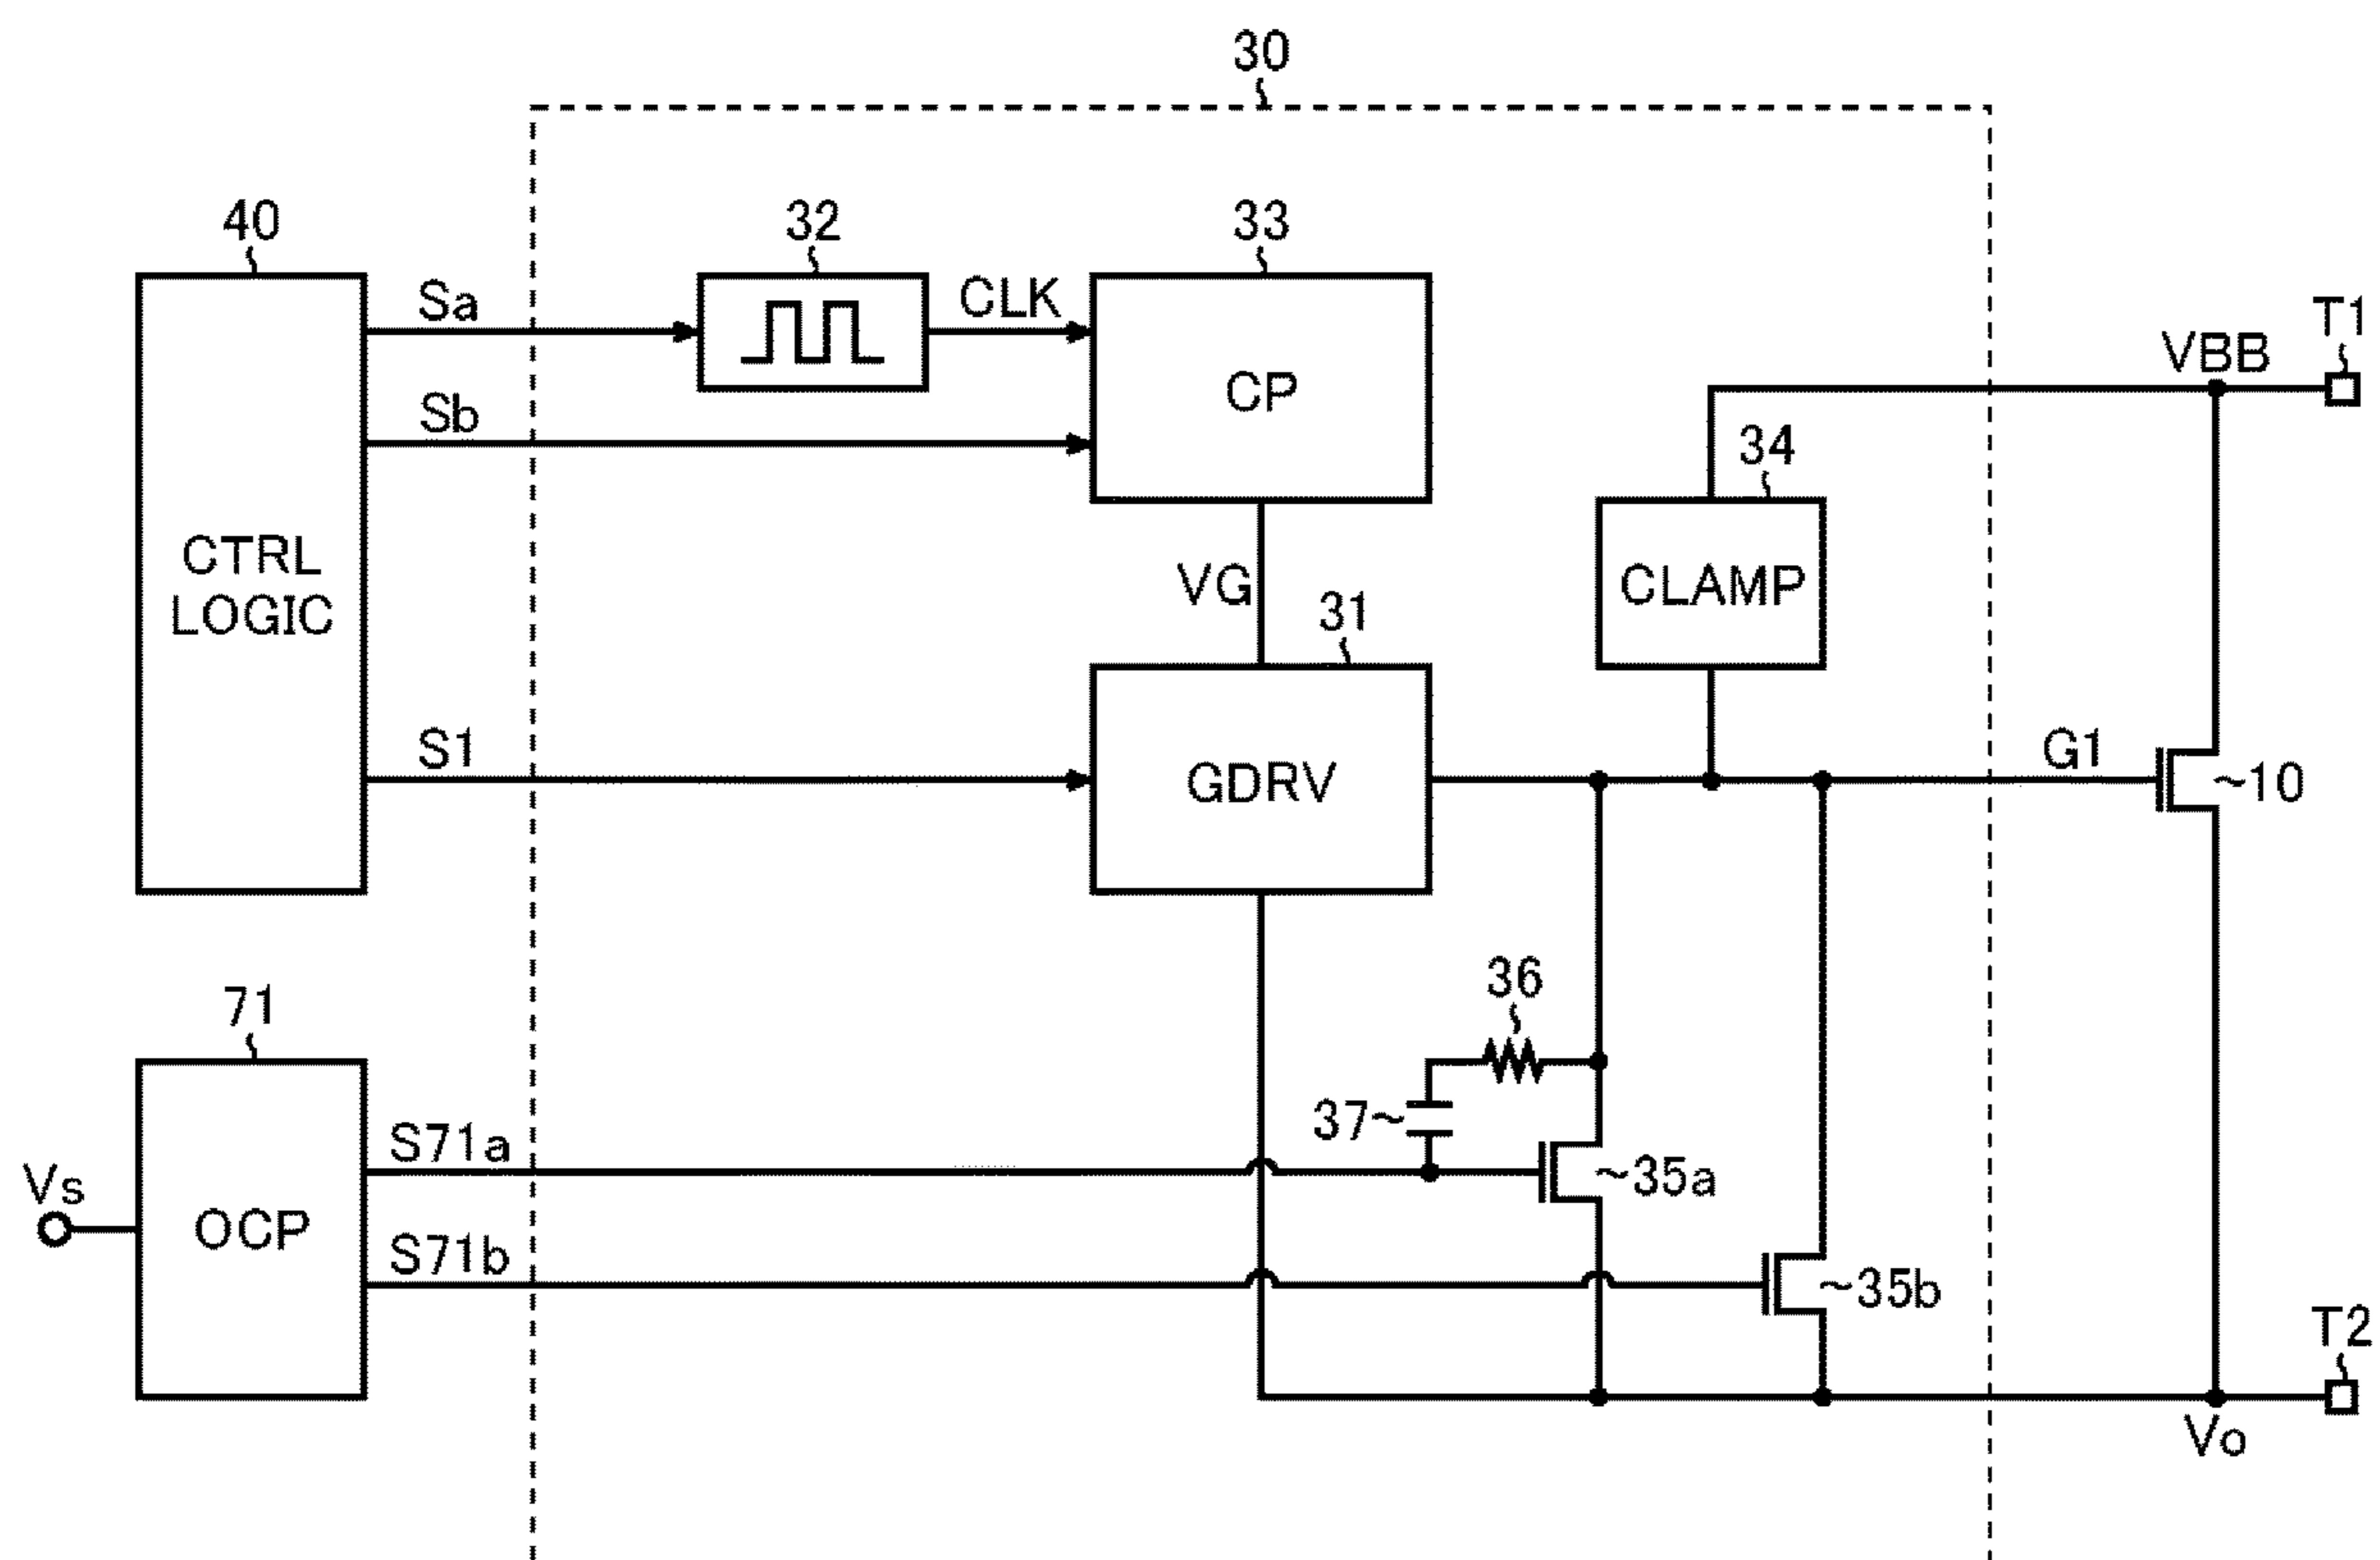 30
40
32
33
Sa
CLK
T1
VBB
CP
Sb
34
CTRL
LOGIC
VG
CLAMP
31
S1
GDRV
G1
~10
36
71
37~
S71a
~35a
Vs
OCP
S71b
~35b
T2
Vo